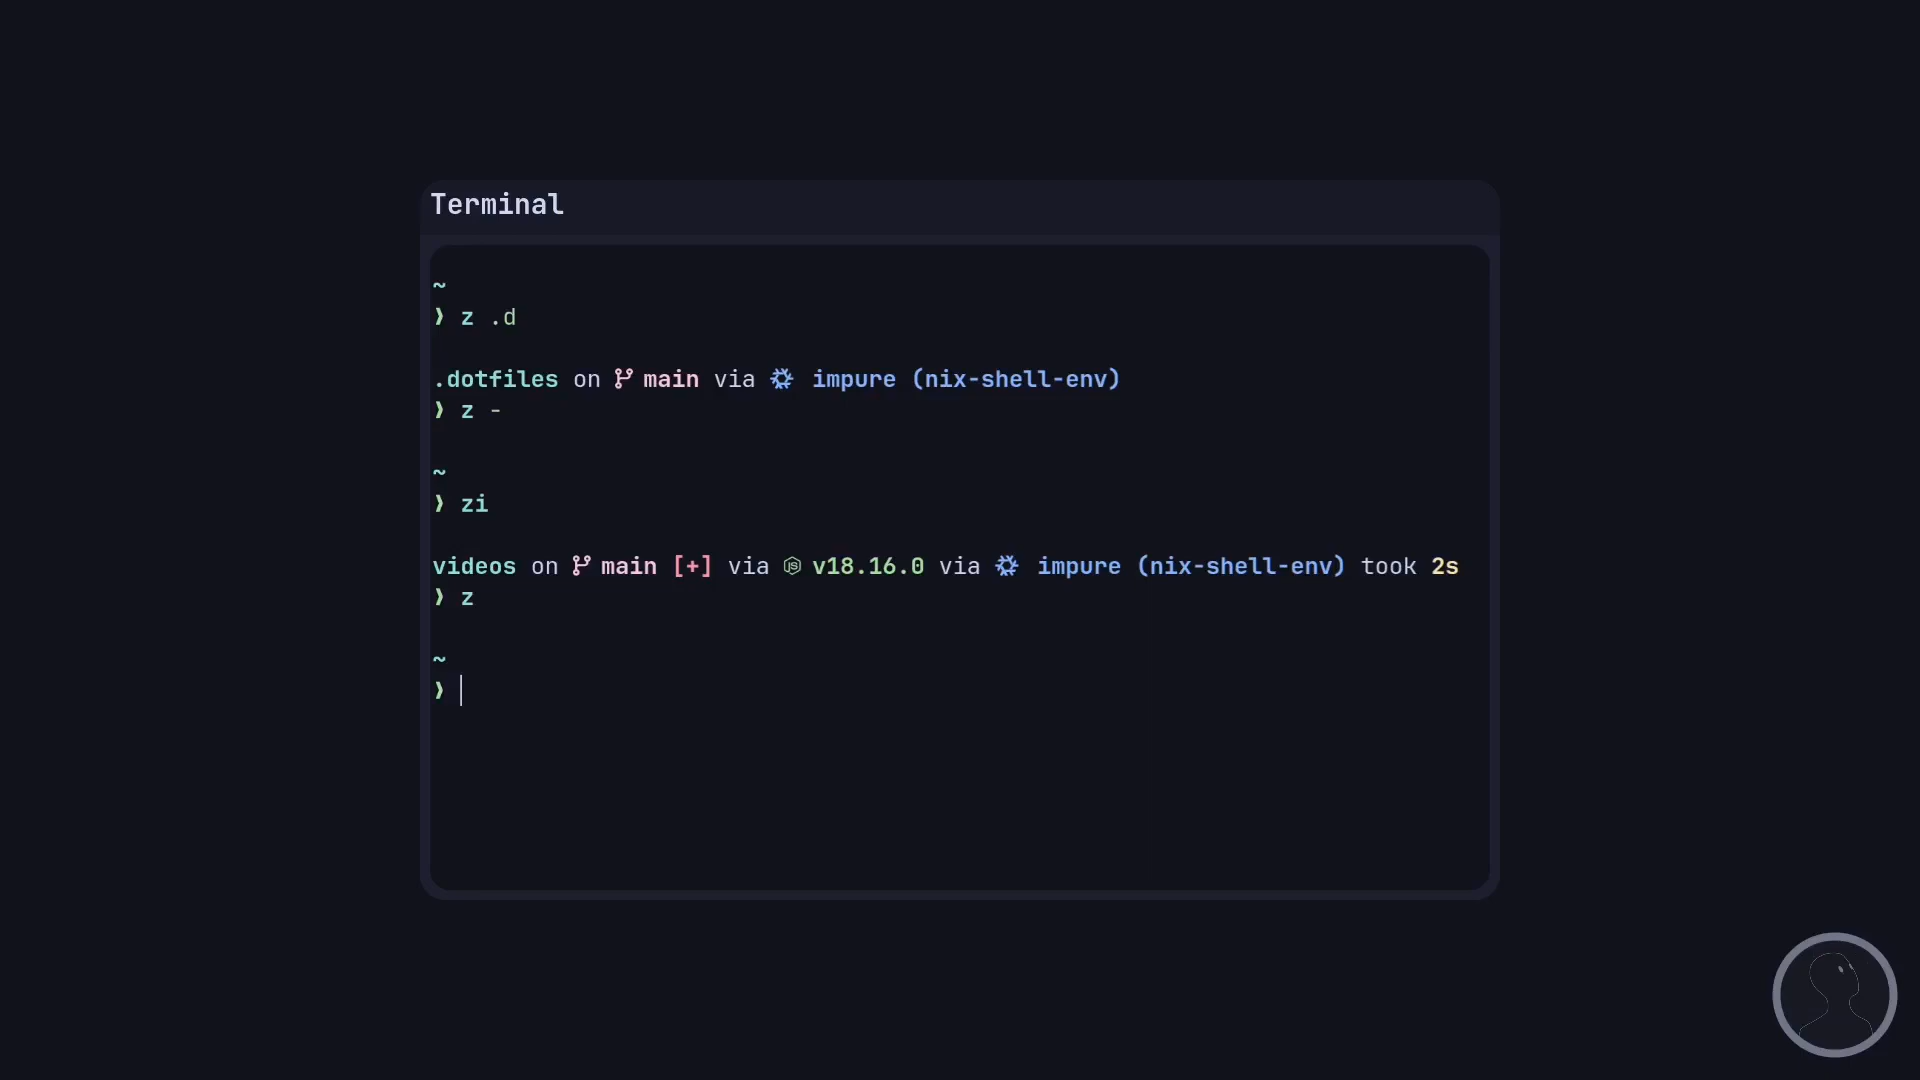 Terminal
~
❯ z .d
.dotfiles on main via impure (nix-shell-env)
❯ z -
~
❯ zi
videos on main [+] via v18.16.0 via impure (nix-shell-env) took 2s
❯ z
~
❯